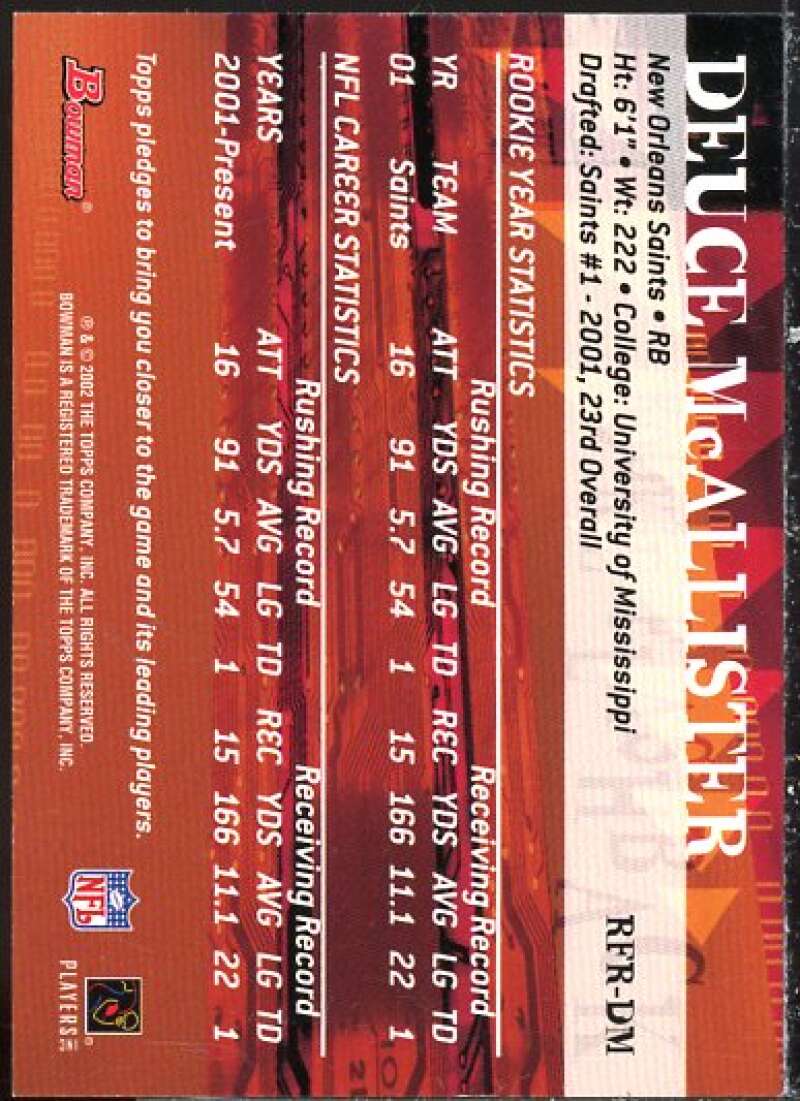 DEUCE McALLISTER
New Orleans Saints • RB
Ht: 6'1" • Wt: 222 • College: University of Mississippi
Drafted: Saints #1 - 2001, 23rd Overall
RFR-DM
ROOKIE YEAR STATISTICS
Rushing Record Receiving Record
YR TEAM ATT YDS AVG LG TD REC YDS AVG LG TD
01 Saints 16 91 5.7 54 1 15 166 11.1 22 1
NFL CAREER STATISTICS
Rushing Record Receiving Record
YEARS ATT YDS AVG LG TD REC YDS AVG LG TD
2001-Present 16 91 5.7 54 1 15 166 11.1 22 1
Topps pledges to bring you closer to the game and its leading players.
Bowman®
® & © 2002 THE TOPPS COMPANY, INC. ALL RIGHTS RESERVED.
BOWMAN IS A REGISTERED TRADEMARK OF THE TOPPS COMPANY, INC.
NFL
PLAYERS INC